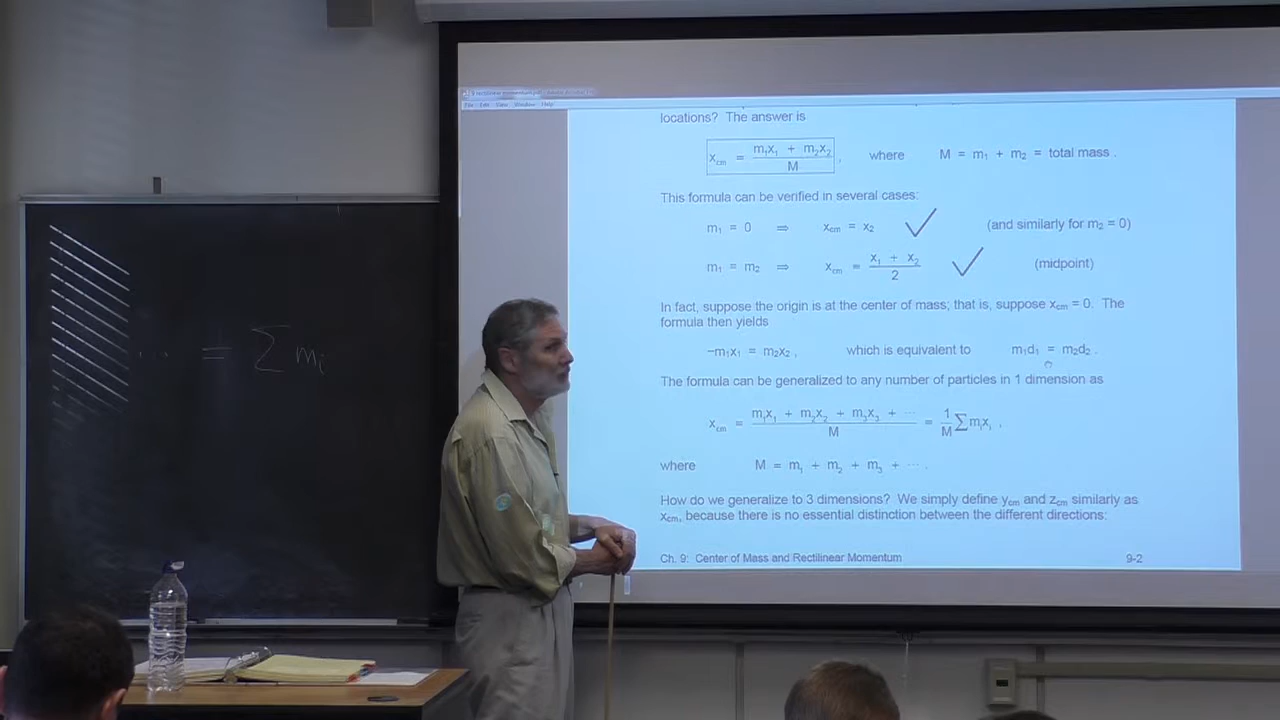 File Edit View Window Help
locations? The answer is
x_cm = (m₁x₁ + m₂x₂)/M , where M = m₁ + m₂ = total mass .
This formula can be verified in several cases:
m₁ = 0 ⇒ x_cm = x₂ ✓ (and similarly for m₂ = 0)
m₁ = m₂ ⇒ x_cm = (x₁ + x₂)/2 ✓ (midpoint)
In fact, suppose the origin is at the center of mass; that is, suppose x_cm = 0. The
formula then yields
−m₁x₁ = m₂x₂ , which is equivalent to m₁d₁ = m₂d₂ .
The formula can be generalized to any number of particles in 1 dimension as
x_cm = (m₁x₁ + m₂x₂ + m₃x₃ + ⋯)/M = 1/M ∑ mᵢxᵢ ,
where M = m₁ + m₂ + m₃ + ⋯ .
How do we generalize to 3 dimensions? We simply define y_cm and z_cm similarly as
x_cm, because there is no essential distinction between the different directions:
Ch. 9: Center of Mass and Rectilinear Momentum 9-2
⋯ = ∑ mᵢ